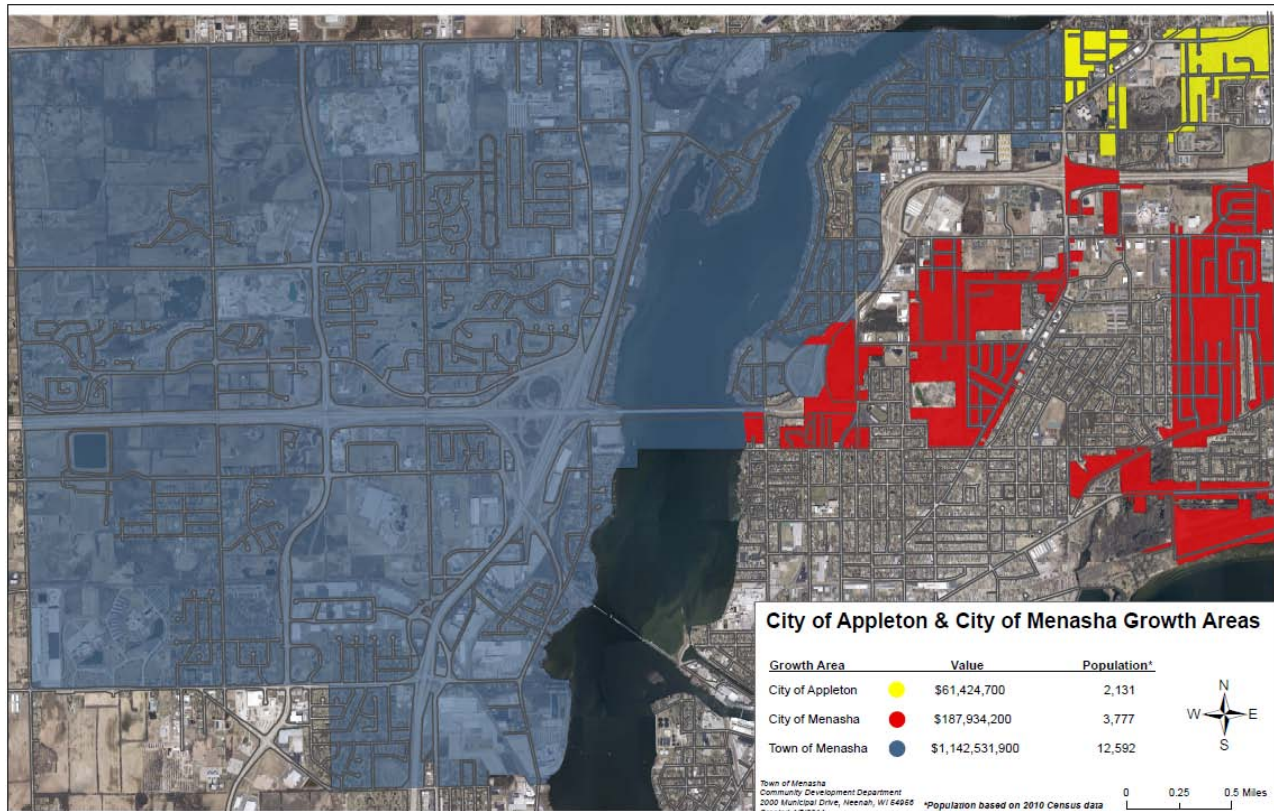 City of Appleton & City of Menasha Growth Areas
Growth Area Value Population*
City of Appleton $61,424,700 2,131
City of Menasha $187,934,200 3,777
Town of Menasha $1,142,531,900 12,592
N
W E
S
Town of Menasha
Community Development Department
2000 Municipal Drive, Neenah, WI 54956
*Population based on 2010 Census data
0 0.25 0.5 Miles